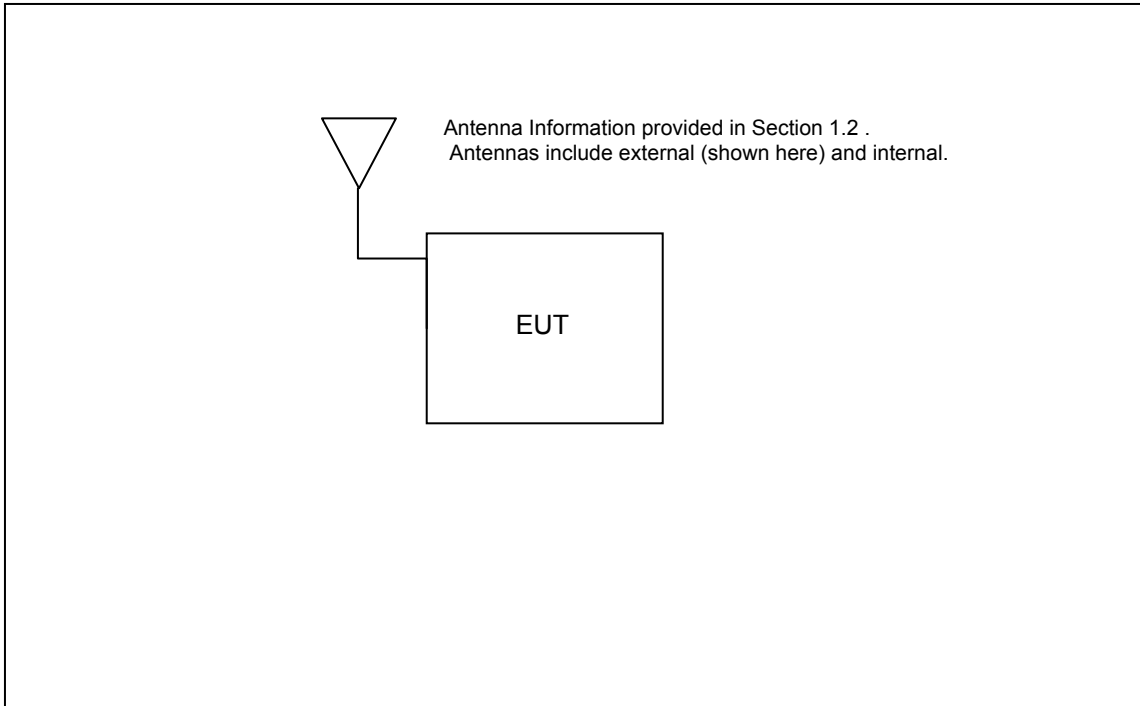 Antenna Information provided in Section 1.2 .
Antennas include external (shown here) and internal.
EUT